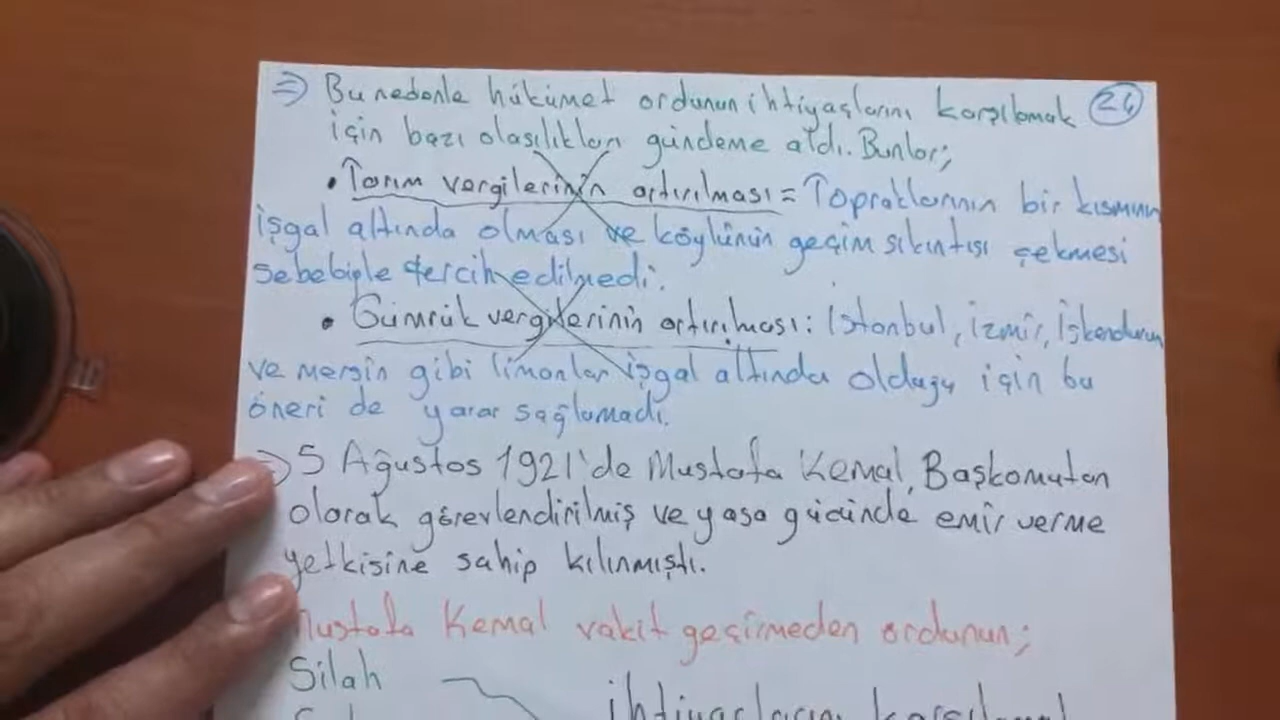 ⇒ Bu nedenle hükümet ordunun ihtiyaçlarını karşılamak 24
için bazı olasılıkları gündeme aldı. Bunlar;
• Tarım vergilerinin artırılması = Topraklarının bir kısmının
işgal altında olması ve köylünün geçim sıkıntısı çekmesi
sebebiyle tercih edilmedi.
• Gümrük vergilerinin artırılması: İstanbul, İzmir, İskenderun
ve mersin gibi limanlar işgal altında olduğu için bu
öneri de yarar sağlamadı.
⇒ 5 Ağustos 1921'de Mustafa Kemal, Başkomutan
olarak görevlendirilmiş ve yasa gücünde emir verme
yetkisine sahip kılınmıştı.
Mustafa Kemal vakit geçirmeden ordunun;
Silah
ihtiyaçlarını